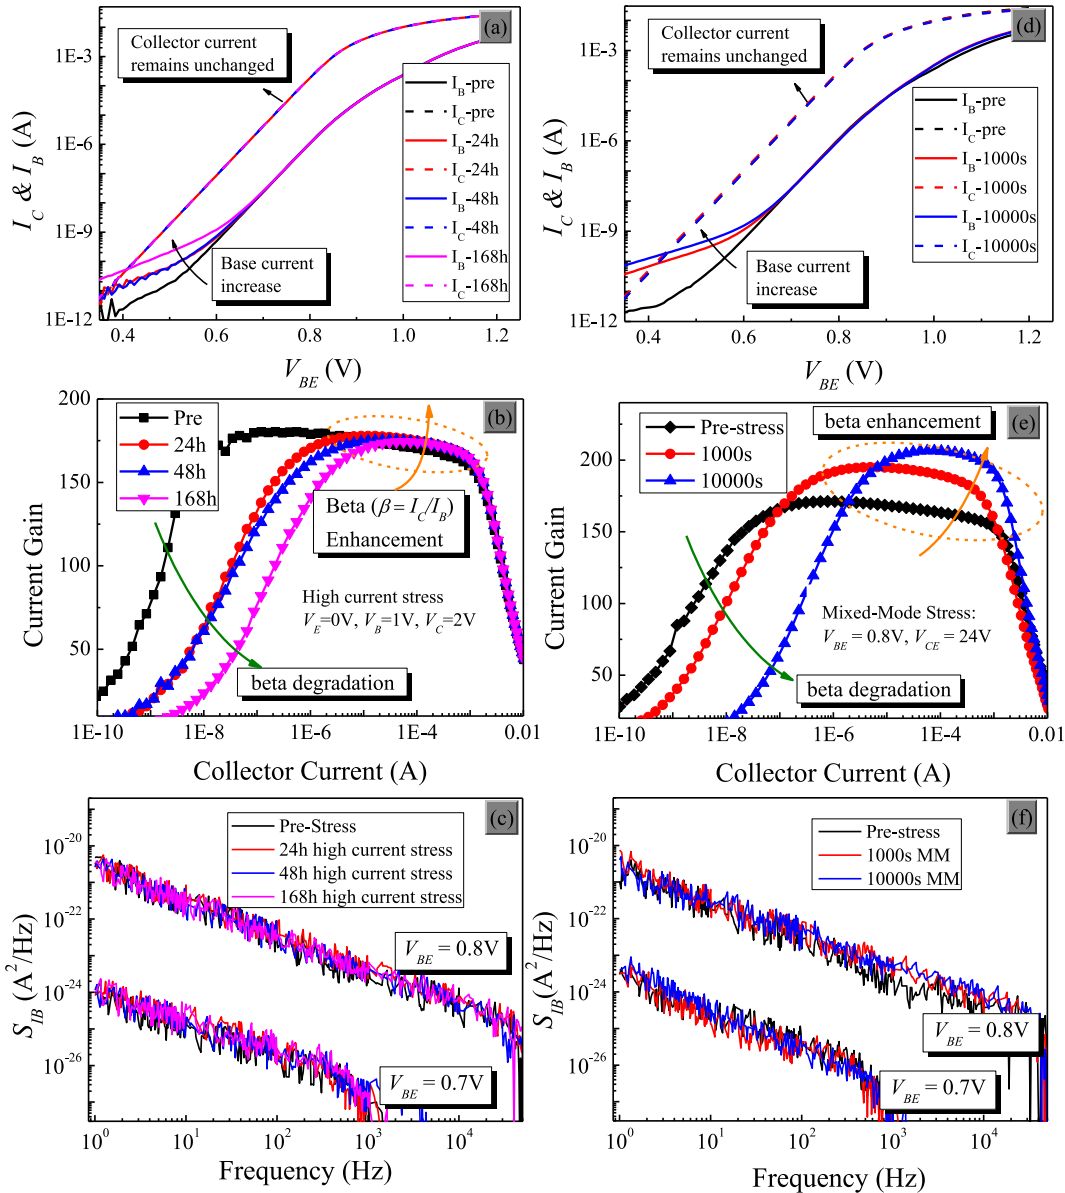 (a)
Collector current
remains unchanged
I_B-pre
I_C-pre
I_B-24h
I_C-24h
I_B-48h
I_C-48h
I_B-168h
I_C-168h
Base current
increase
1E-3
1E-6
1E-9
1E-12
I_C & I_B (A)
0.4 0.6 0.8 1.0 1.2
V_BE (V)
(d)
Collector current
remains unchanged
I_B-pre
I_C-pre
I_B-1000s
I_C-1000s
I_B-10000s
I_C-10000s
Base current
increase
1E-3
1E-6
1E-9
1E-12
I_C & I_B (A)
0.4 0.6 0.8 1.0 1.2
V_BE (V)
(b)
Pre
24h
48h
168h
Beta (β = I_C/I_B)
Enhancement
High current stress
V_E=0V, V_B=1V, V_C=2V
beta degradation
200
150
100
50
Current Gain
1E-10 1E-8 1E-6 1E-4 0.01
Collector Current (A)
(e)
beta enhancement
Pre-stress
1000s
10000s
Mixed-Mode Stress:
V_BE = 0.8V, V_CE = 24V
beta degradation
200
150
100
50
Current Gain
1E-10 1E-8 1E-6 1E-4 0.01
Collector Current (A)
(c)
Pre-Stress
24h high current stress
48h high current stress
168h high current stress
V_BE = 0.8V
V_BE = 0.7V
10^-20
10^-22
10^-24
10^-26
S_IB (A^2/Hz)
10^0 10^1 10^2 10^3 10^4
Frequency (Hz)
(f)
Pre-stress
1000s MM
10000s MM
V_BE = 0.8V
V_BE = 0.7V
10^-20
10^-22
10^-24
10^-26
S_IB (A^2/Hz)
10^0 10^1 10^2 10^3 10^4
Frequency (Hz)